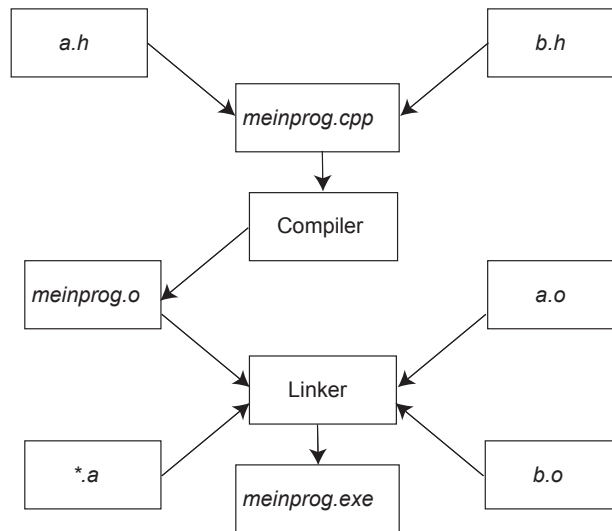 a.h
b.h
meinprog.cpp
Compiler
meinprog.o
a.o
Linker
*.a
b.o
meinprog.exe